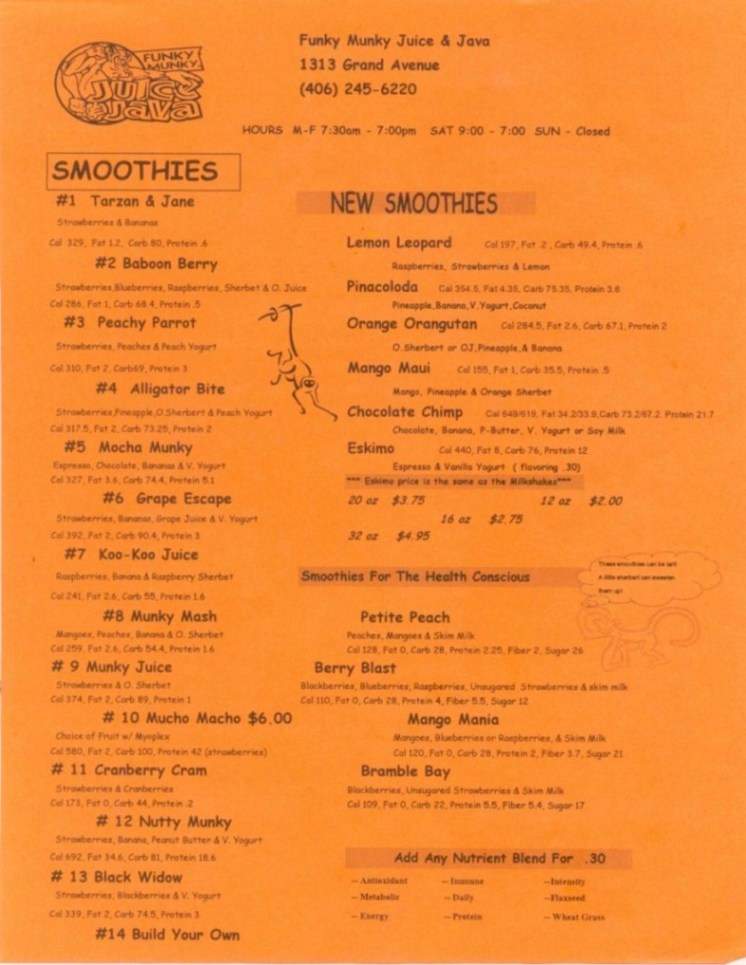 FUNKY
MUNKY
JUICE
& JAVA
Funky Munky Juice & Java
1313 Grand Avenue
(406) 245-6220
HOURS M-F 7:30am - 7:00pm SAT 9:00 - 7:00 SUN - Closed
SMOOTHIES
#1 Tarzan & Jane
Strawberries & Bananas
Cal 329, Fat 1.2, Carb 80, Protein .6
#2 Baboon Berry
Strawberries,Blueberries, Raspberries, Sherbet & O. Juice
Cal 286, Fat 1, Carb 68.4, Protein .5
#3 Peachy Parrot
Strawberries, Peaches & Peach Yogurt
Cal 310, Fat 2, Carb69, Protein 3
#4 Alligator Bite
Strawberries,Pineapple,O.Sherbert & Peach Yogurt
Cal 317.5, Fat 2, Carb 73.25, Protein 2
#5 Mocha Munky
Espresso, Chocolate, Bananas & V. Yogurt
Cal 327, Fat 3.6, Carb 74.4, Protein 5.1
#6 Grape Escape
Strawberries, Bananas, Grape Juice & V. Yogurt
Cal 392, Fat 2, Carb 90.4, Protein 3
#7 Koo-Koo Juice
Raspberries, Banana & Raspberry Sherbet
Cal 241, Fat 2.6, Carb 55, Protein 1.6
#8 Munky Mash
Mangoes, Peaches, Banana & O. Sherbet
Cal 259, Fat 2.6, Carb 54.4, Protein 1.6
# 9 Munky Juice
Strawberries & O. Sherbet
Cal 374, Fat 2, Carb 89, Protein 1
# 10 Mucho Macho $6.00
Choice of Fruit w/ Myoplex
Cal 580, Fat 2, Carb 100, Protein 42 (strawberries)
# 11 Cranberry Cram
Strawberries & Cranberries
Cal 173, Fat 0, Carb 44, Protein .2
# 12 Nutty Munky
Strawberries, Banana, Peanut Butter & V. Yogurt
Cal 692, Fat 34.6, Carb 81, Protein 18.6
# 13 Black Widow
Strawberries, Blackberries & V. Yogurt
Cal 339, Fat 2, Carb 74.5, Protein 3
#14 Build Your Own
NEW SMOOTHIES
Lemon Leopard Cal 197, Fat .2 , Carb 49.4, Protein .6
Raspberries, Strawberries & Lemon
Pinacoloda Cal 354.5, Fat 4.35, Carb 75.35, Protein 3.8
Pineapple,Banana,V.Yogurt,Coconut
Orange Orangutan Cal 284.5, Fat 2.6, Carb 67.1, Protein 2
O.Sherbert or OJ,Pineapple,& Banana
Mango Maui Cal 155, Fat 1, Carb 35.5, Protein .5
Mango, Pineapple & Orange Sherbet
Chocolate Chimp Cal 649/619, Fat 34.2/33.9,Carb 73.2/67.2, Protein 21.7
Chocolate, Banana, P-Butter, V. Yogurt or Soy Milk
Eskimo Cal 440, Fat 8, Carb 76, Protein 12
Espresso & Vanilla Yogurt ( flavoring .30)
*** Eskimo price is the same as the Milkshakes***
20 oz $3.75 12 oz $2.00
16 oz $2.75
32 oz $4.95
These smoothies can be tart!
A little sherbert can sweeten
them up!
Smoothies For The Health Conscious
Petite Peach
Peaches, Mangoes & Skim Milk
Cal 128, Fat 0, Carb 28, Protein 2.25, Fiber 2, Sugar 26
Berry Blast
Blackberries, Blueberries, Raspberries, Unsugared Strawberries & skim milk
Cal 110, Fat 0, Carb 28, Protein 4, Fiber 5.5, Sugar 12
Mango Mania
Mangoes, Blueberries or Raspberries, & Skim Milk
Cal 120, Fat 0, Carb 28, Protein 2, Fiber 3.7, Sugar 21
Bramble Bay
Blackberries, Unsugared Strawberries & Skim Milk
Cal 109, Fat 0, Carb 22, Protein 5.5, Fiber 5.4, Sugar 17
Add Any Nutrient Blend For .30
-- Antioxidant -- Immune --Intensity
-- Metabolic -- Daily --Flaxseed
-- Energy -- Protein -- Wheat Grass